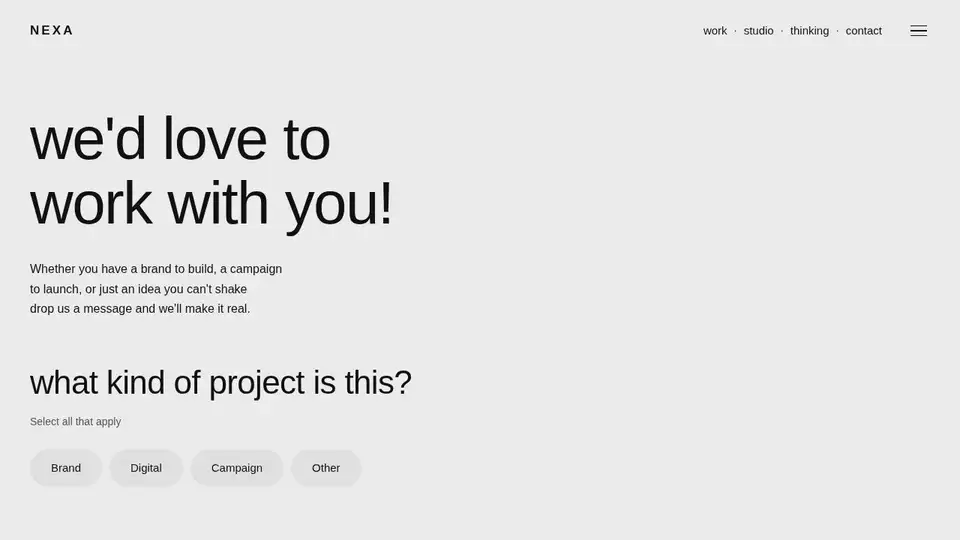 NEXA
work · studio · thinking · contact
we'd love to
work with you!
Whether you have a brand to build, a campaign
to launch, or just an idea you can't shake
drop us a message and we'll make it real.
what kind of project is this?
Select all that apply
Brand Digital Campaign Other